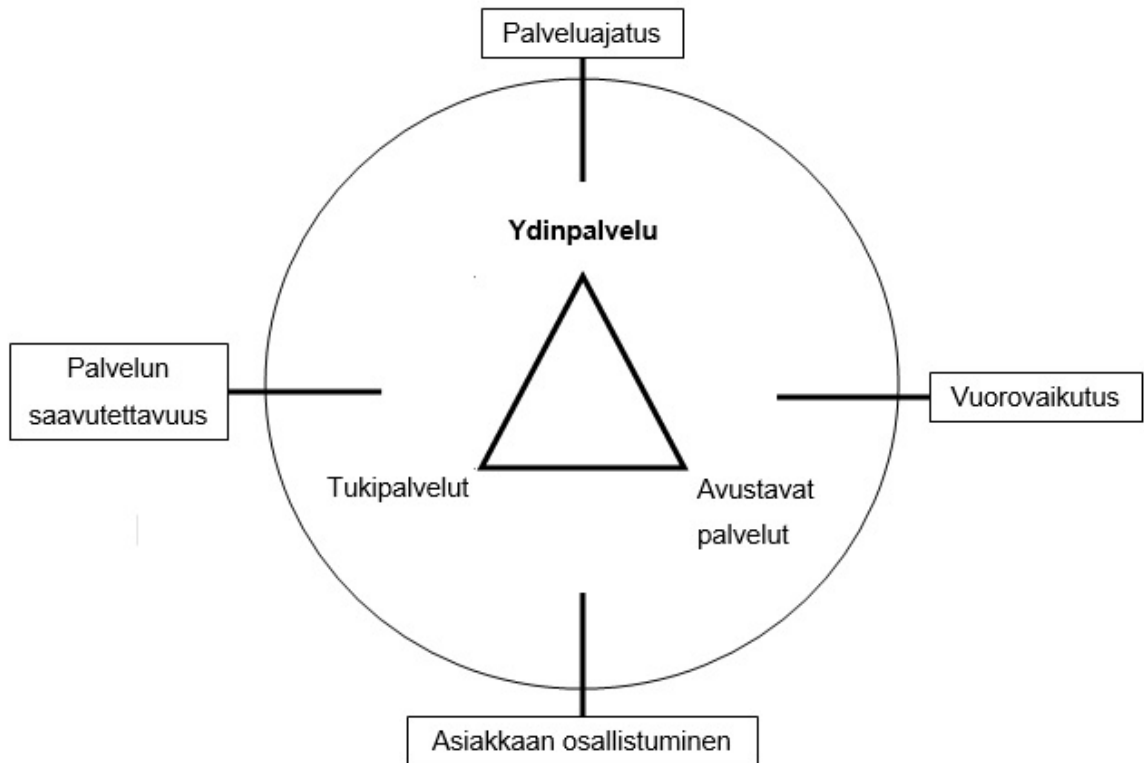 Palveluajatus
Ydinpalvelu
Palvelun
saavutettavuus
Vuorovaikutus
Tukipalvelut
Avustavat
palvelut
Asiakkaan osallistuminen